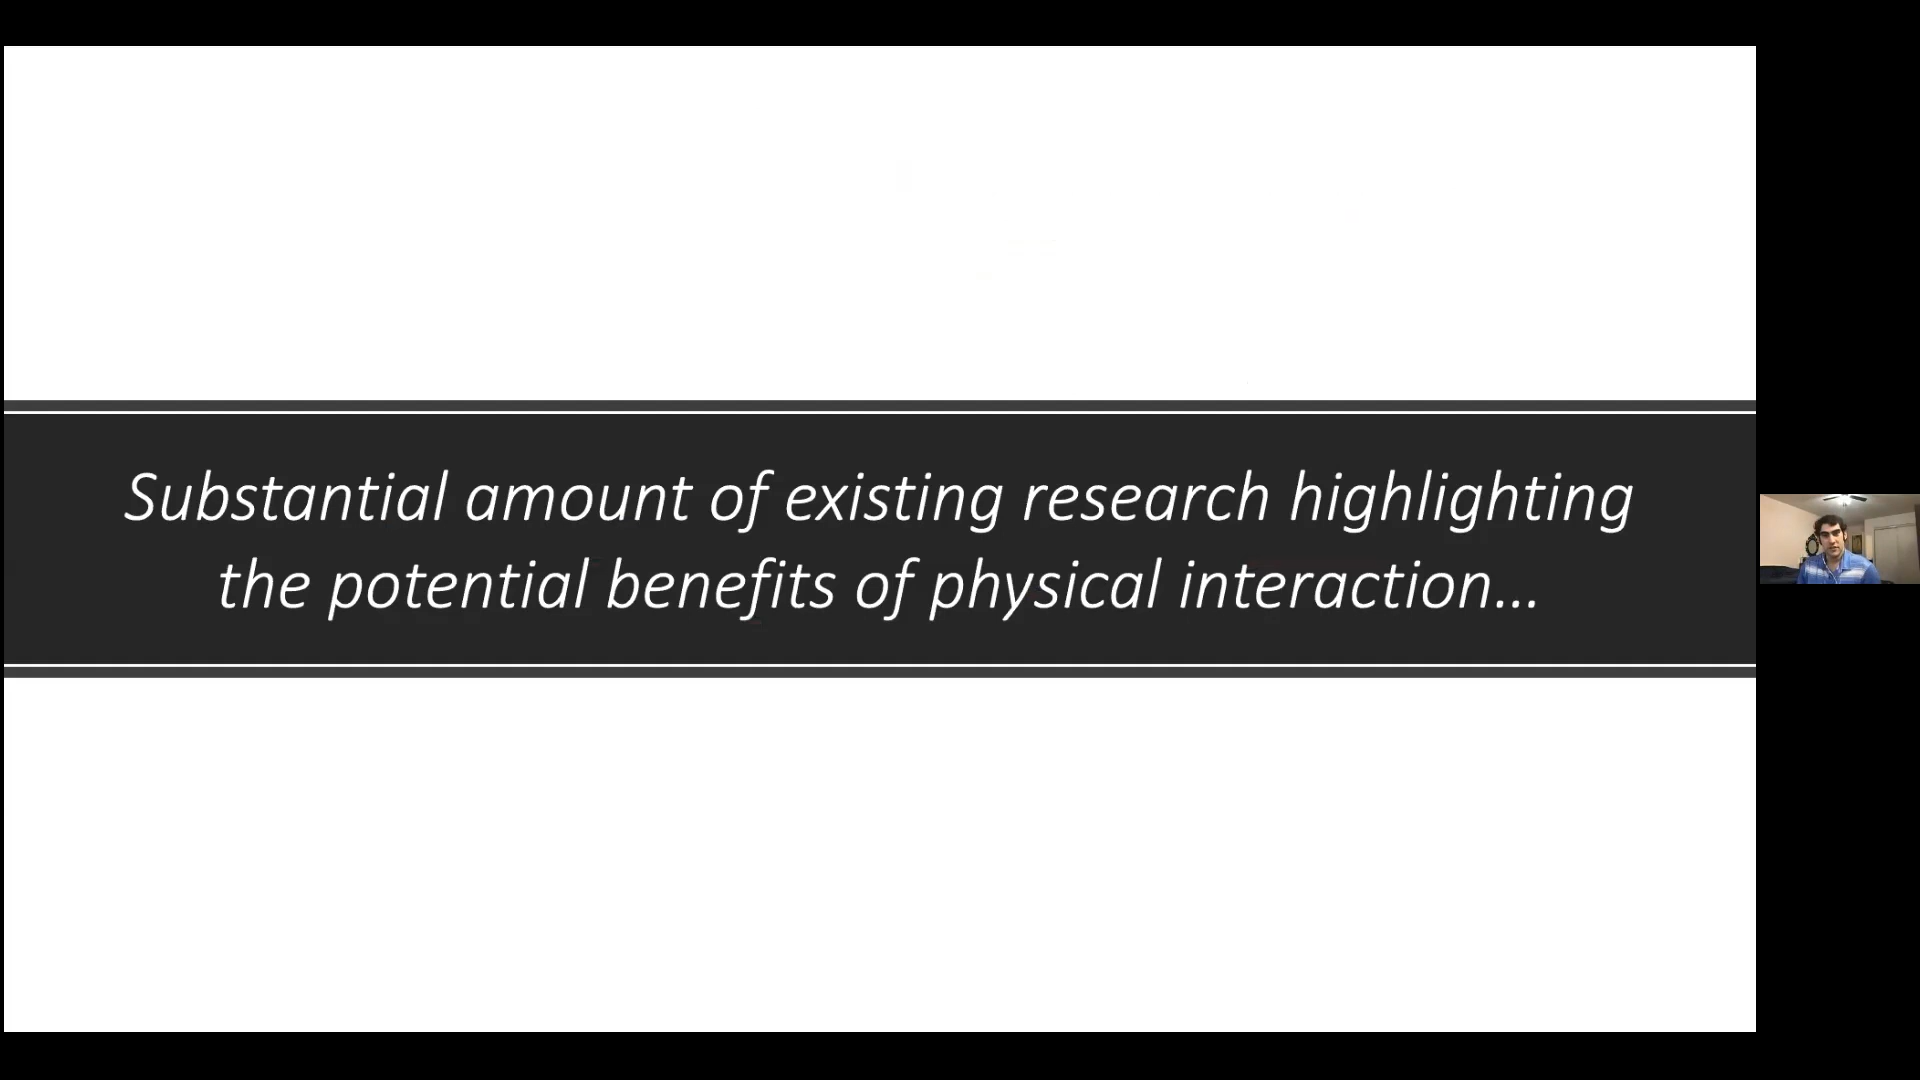 Substantial amount of existing research highlighting
the potential benefits of physical interaction…